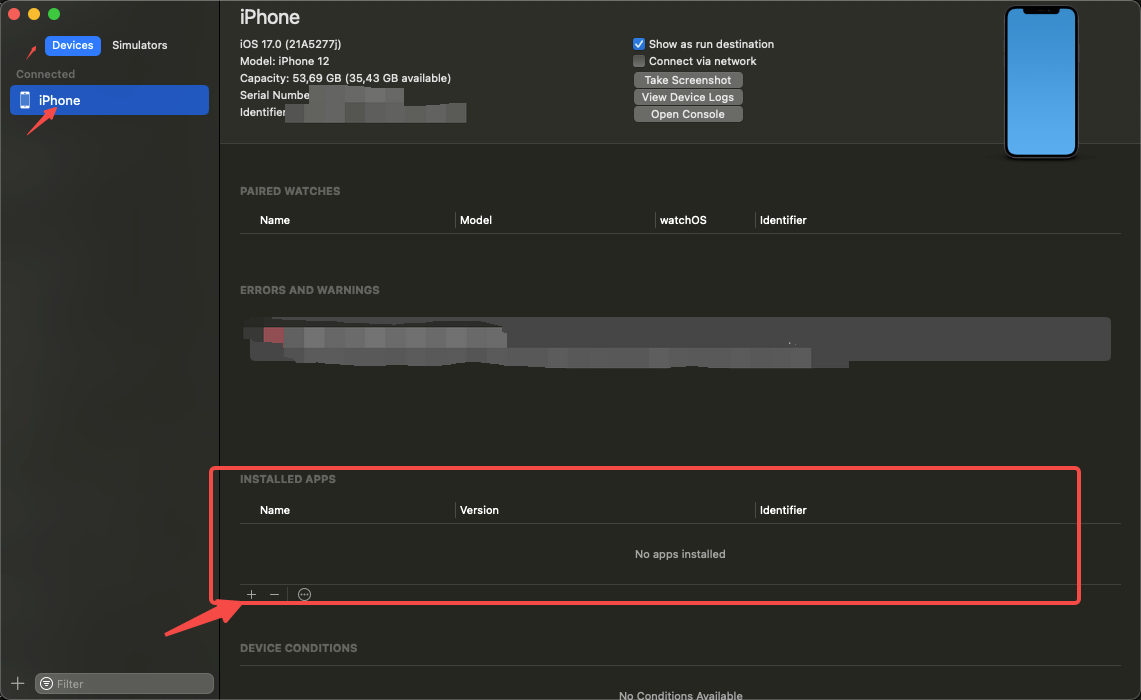 iPhone
Devices Simulators
Connected
iPhone
iOS 17.0 (21A5277j)
Model: iPhone 12
Capacity: 53,69 GB (35,43 GB available)
Serial Numbe
Identifier
Show as run destination
Connect via network
Take Screenshot
View Device Logs
Open Console
PAIRED WATCHES
Name Model watchOS Identifier
ERRORS AND WARNINGS
INSTALLED APPS
Name Version Identifier
No apps installed
DEVICE CONDITIONS
No Conditions Available
Filter